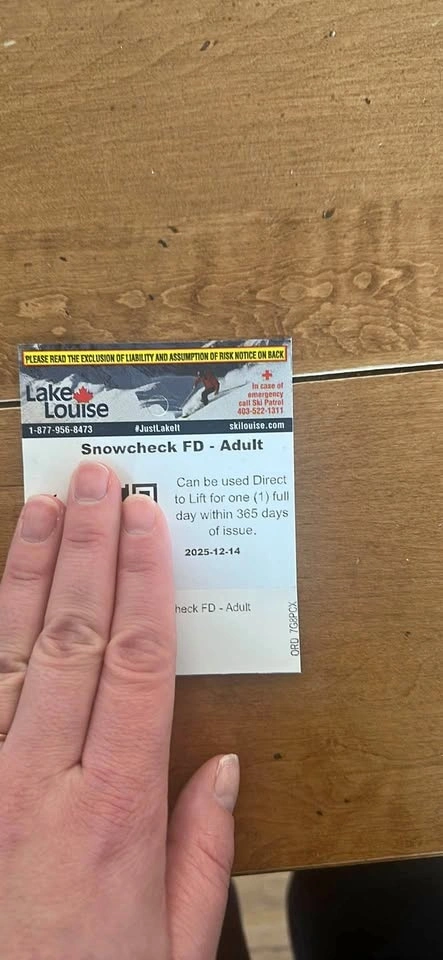 PLEASE READ THE EXCLUSION OF LIABILITY AND ASSUMPTION OF RISK NOTICE ON BACK
Lake
Louise
In case of
emergency
call Ski Patrol
403-522-1311
1-877-956-8473 #JustLakeIt skilouise.com
Snowcheck FD - Adult
Can be used Direct
to Lift for one (1) full
day within 365 days
of issue.
2025-12-14
heck FD - Adult
ORD 7G8PCX